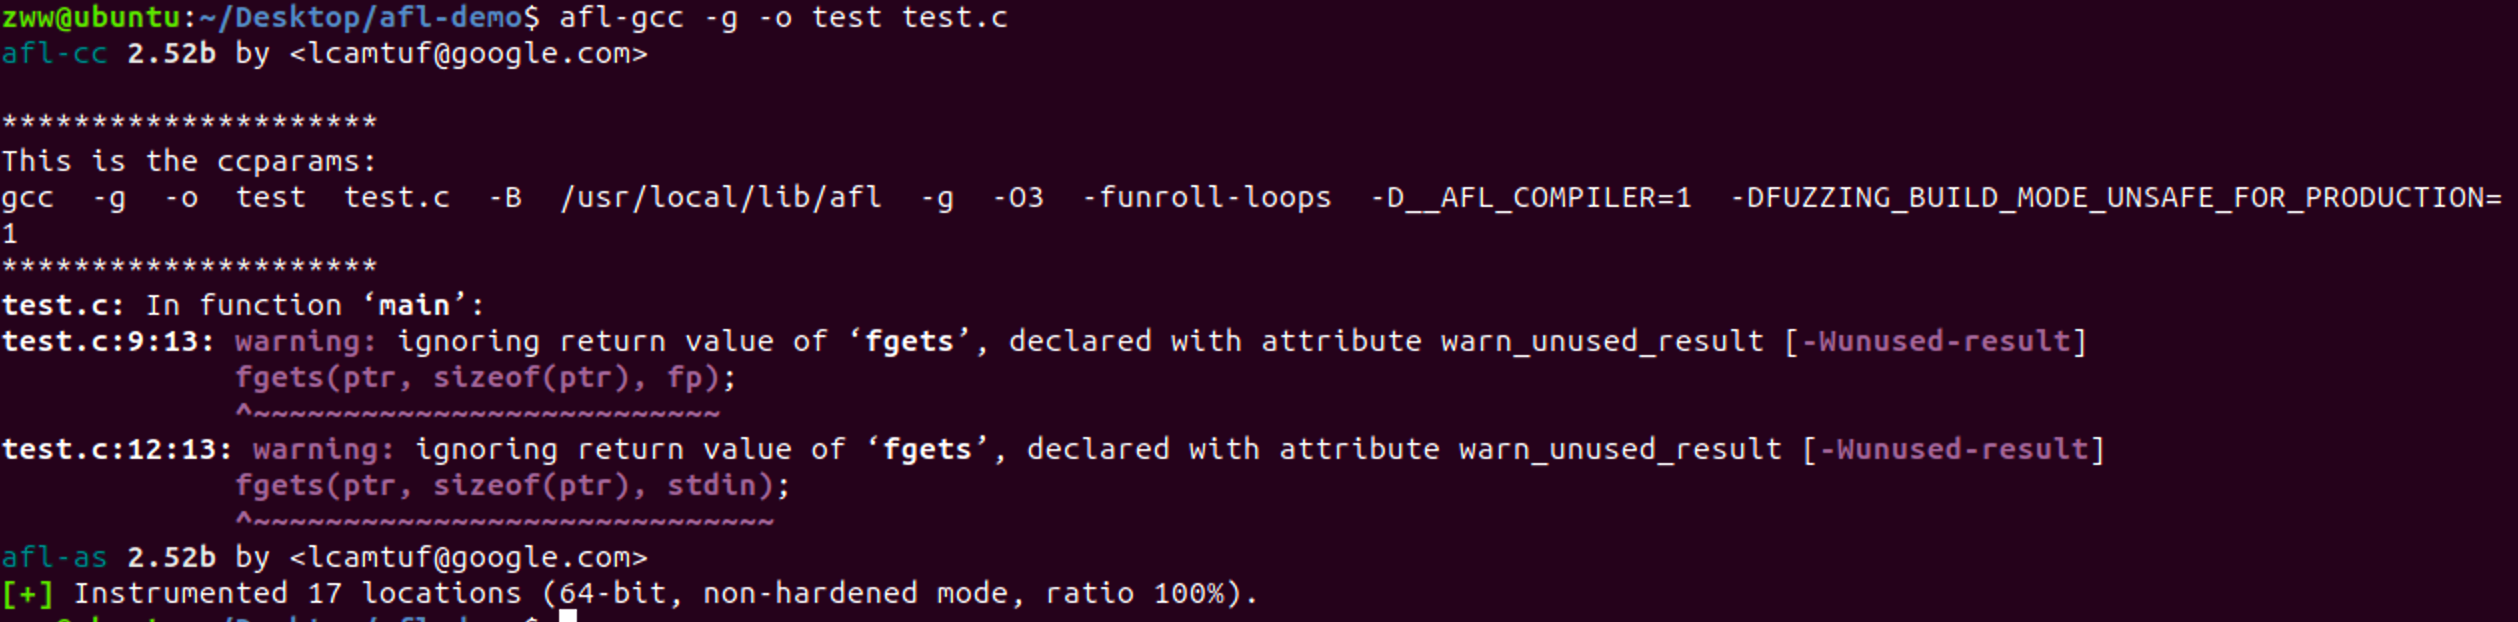 zww@ubuntu:~/Desktop/afl-demo$ afl-gcc -g -o test test.c
afl-cc 2.52b by <lcamtuf@google.com>
*********************
This is the ccparams:
gcc  -g  -o  test  test.c  -B  /usr/local/lib/afl  -g  -O3  -funroll-loops  -D__AFL_COMPILER=1  -DFUZZING_BUILD_MODE_UNSAFE_FOR_PRODUCTION=
1
*********************
test.c: In function ‘main’:
test.c:9:13: warning: ignoring return value of ‘fgets’, declared with attribute warn_unused_result [-Wunused-result]
             fgets(ptr, sizeof(ptr), fp);
             ^~~~~~~~~~~~~~~~~~~~~~~~~~~
test.c:12:13: warning: ignoring return value of ‘fgets’, declared with attribute warn_unused_result [-Wunused-result]
             fgets(ptr, sizeof(ptr), stdin);
             ^~~~~~~~~~~~~~~~~~~~~~~~~~~~~~
afl-as 2.52b by <lcamtuf@google.com>
[+] Instrumented 17 locations (64-bit, non-hardened mode, ratio 100%).